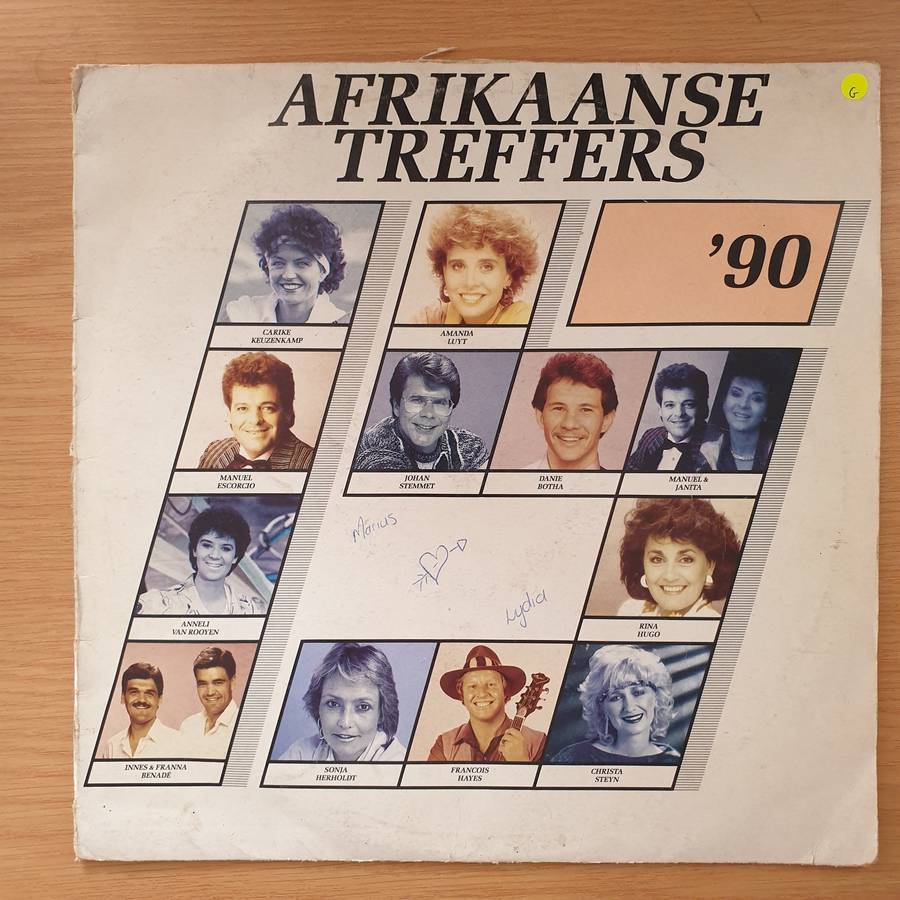 AFRIKAANSE
TREFFERS
G
'90
CARIKE
KEUZENKAMP
AMANDA
LUYT
MANUEL
ESCORCIO
JOHAN
STEMMET
DANIE
BOTHA
MANUEL &
JANITA
Marius
Lydia
ANNELI
VAN ROOYEN
RINA
HUGO
INNES & FRANNA
BENADÉ
SONJA
HERHOLDT
FRANCOIS
HAYES
CHRISTA
STEYN